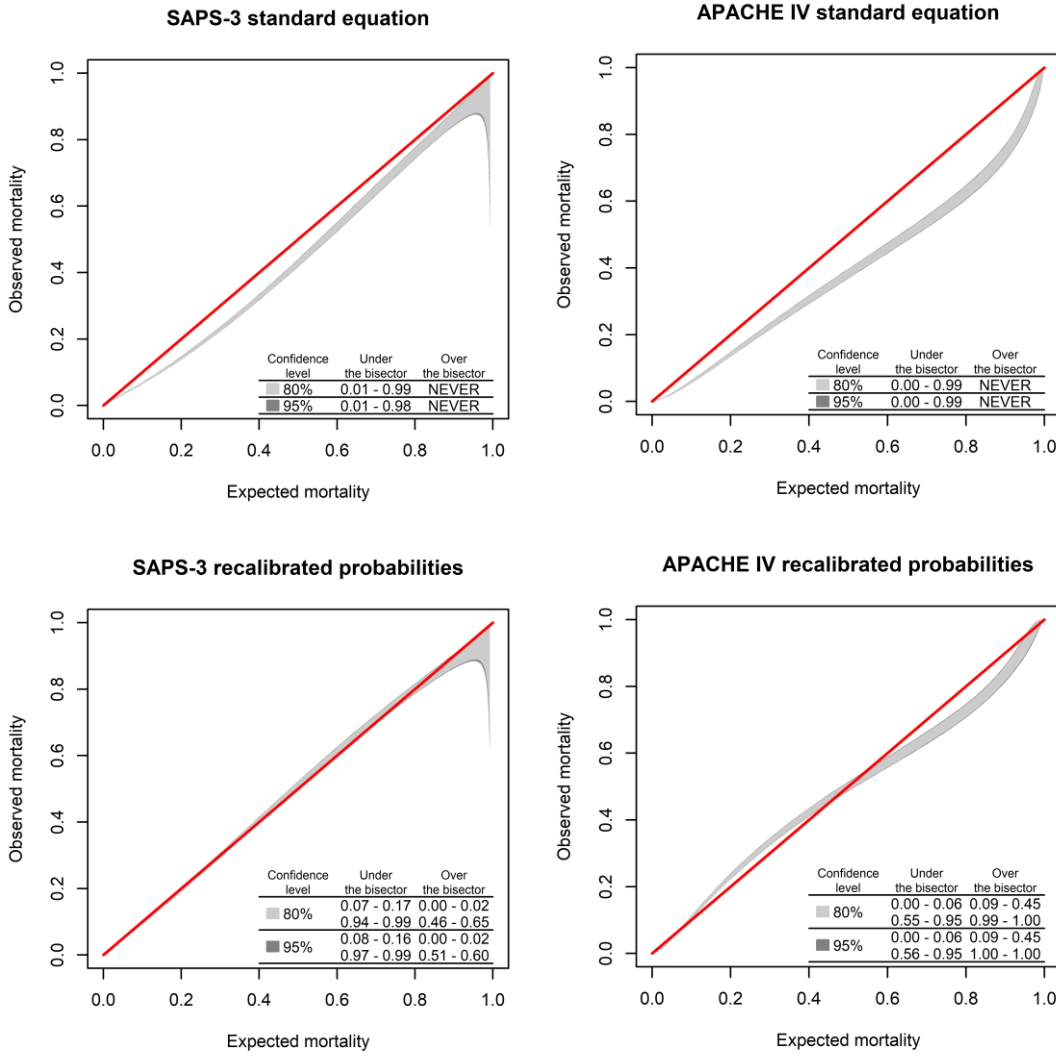 SAPS-3 standard equation
Observed mortality
1.0
0.8
0.6
0.4
0.2
0.0
Confidence level Under the bisector Over the bisector
80% 0.01 - 0.99 NEVER
95% 0.01 - 0.98 NEVER
0.0 0.2 0.4 0.6 0.8 1.0
Expected mortality
APACHE IV standard equation
Observed mortality
1.0
0.8
0.6
0.4
0.2
0.0
Confidence level Under the bisector Over the bisector
80% 0.00 - 0.99 NEVER
95% 0.00 - 0.99 NEVER
0.0 0.2 0.4 0.6 0.8 1.0
Expected mortality
SAPS-3 recalibrated probabilities
Observed mortality
1.0
0.8
0.6
0.4
0.2
0.0
Confidence level Under the bisector Over the bisector
0.07 - 0.17 0.00 - 0.02
80%
0.94 - 0.99 0.46 - 0.65
0.08 - 0.16 0.00 - 0.02
95%
0.97 - 0.99 0.51 - 0.60
0.0 0.2 0.4 0.6 0.8 1.0
Expected mortality
APACHE IV recalibrated probabilities
Observed mortality
1.0
0.8
0.6
0.4
0.2
0.0
Confidence level Under the bisector Over the bisector
0.00 - 0.06 0.09 - 0.45
80%
0.55 - 0.95 0.99 - 1.00
0.00 - 0.06 0.09 - 0.45
95%
0.56 - 0.95 1.00 - 1.00
0.0 0.2 0.4 0.6 0.8 1.0
Expected mortality